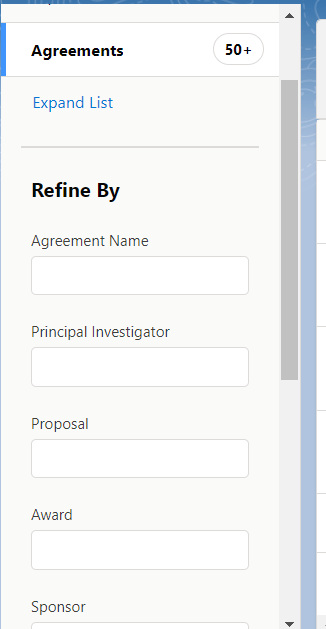 Agreements 50+
Expand List
Refine By
Agreement Name
Principal Investigator
Proposal
Award
Sponsor